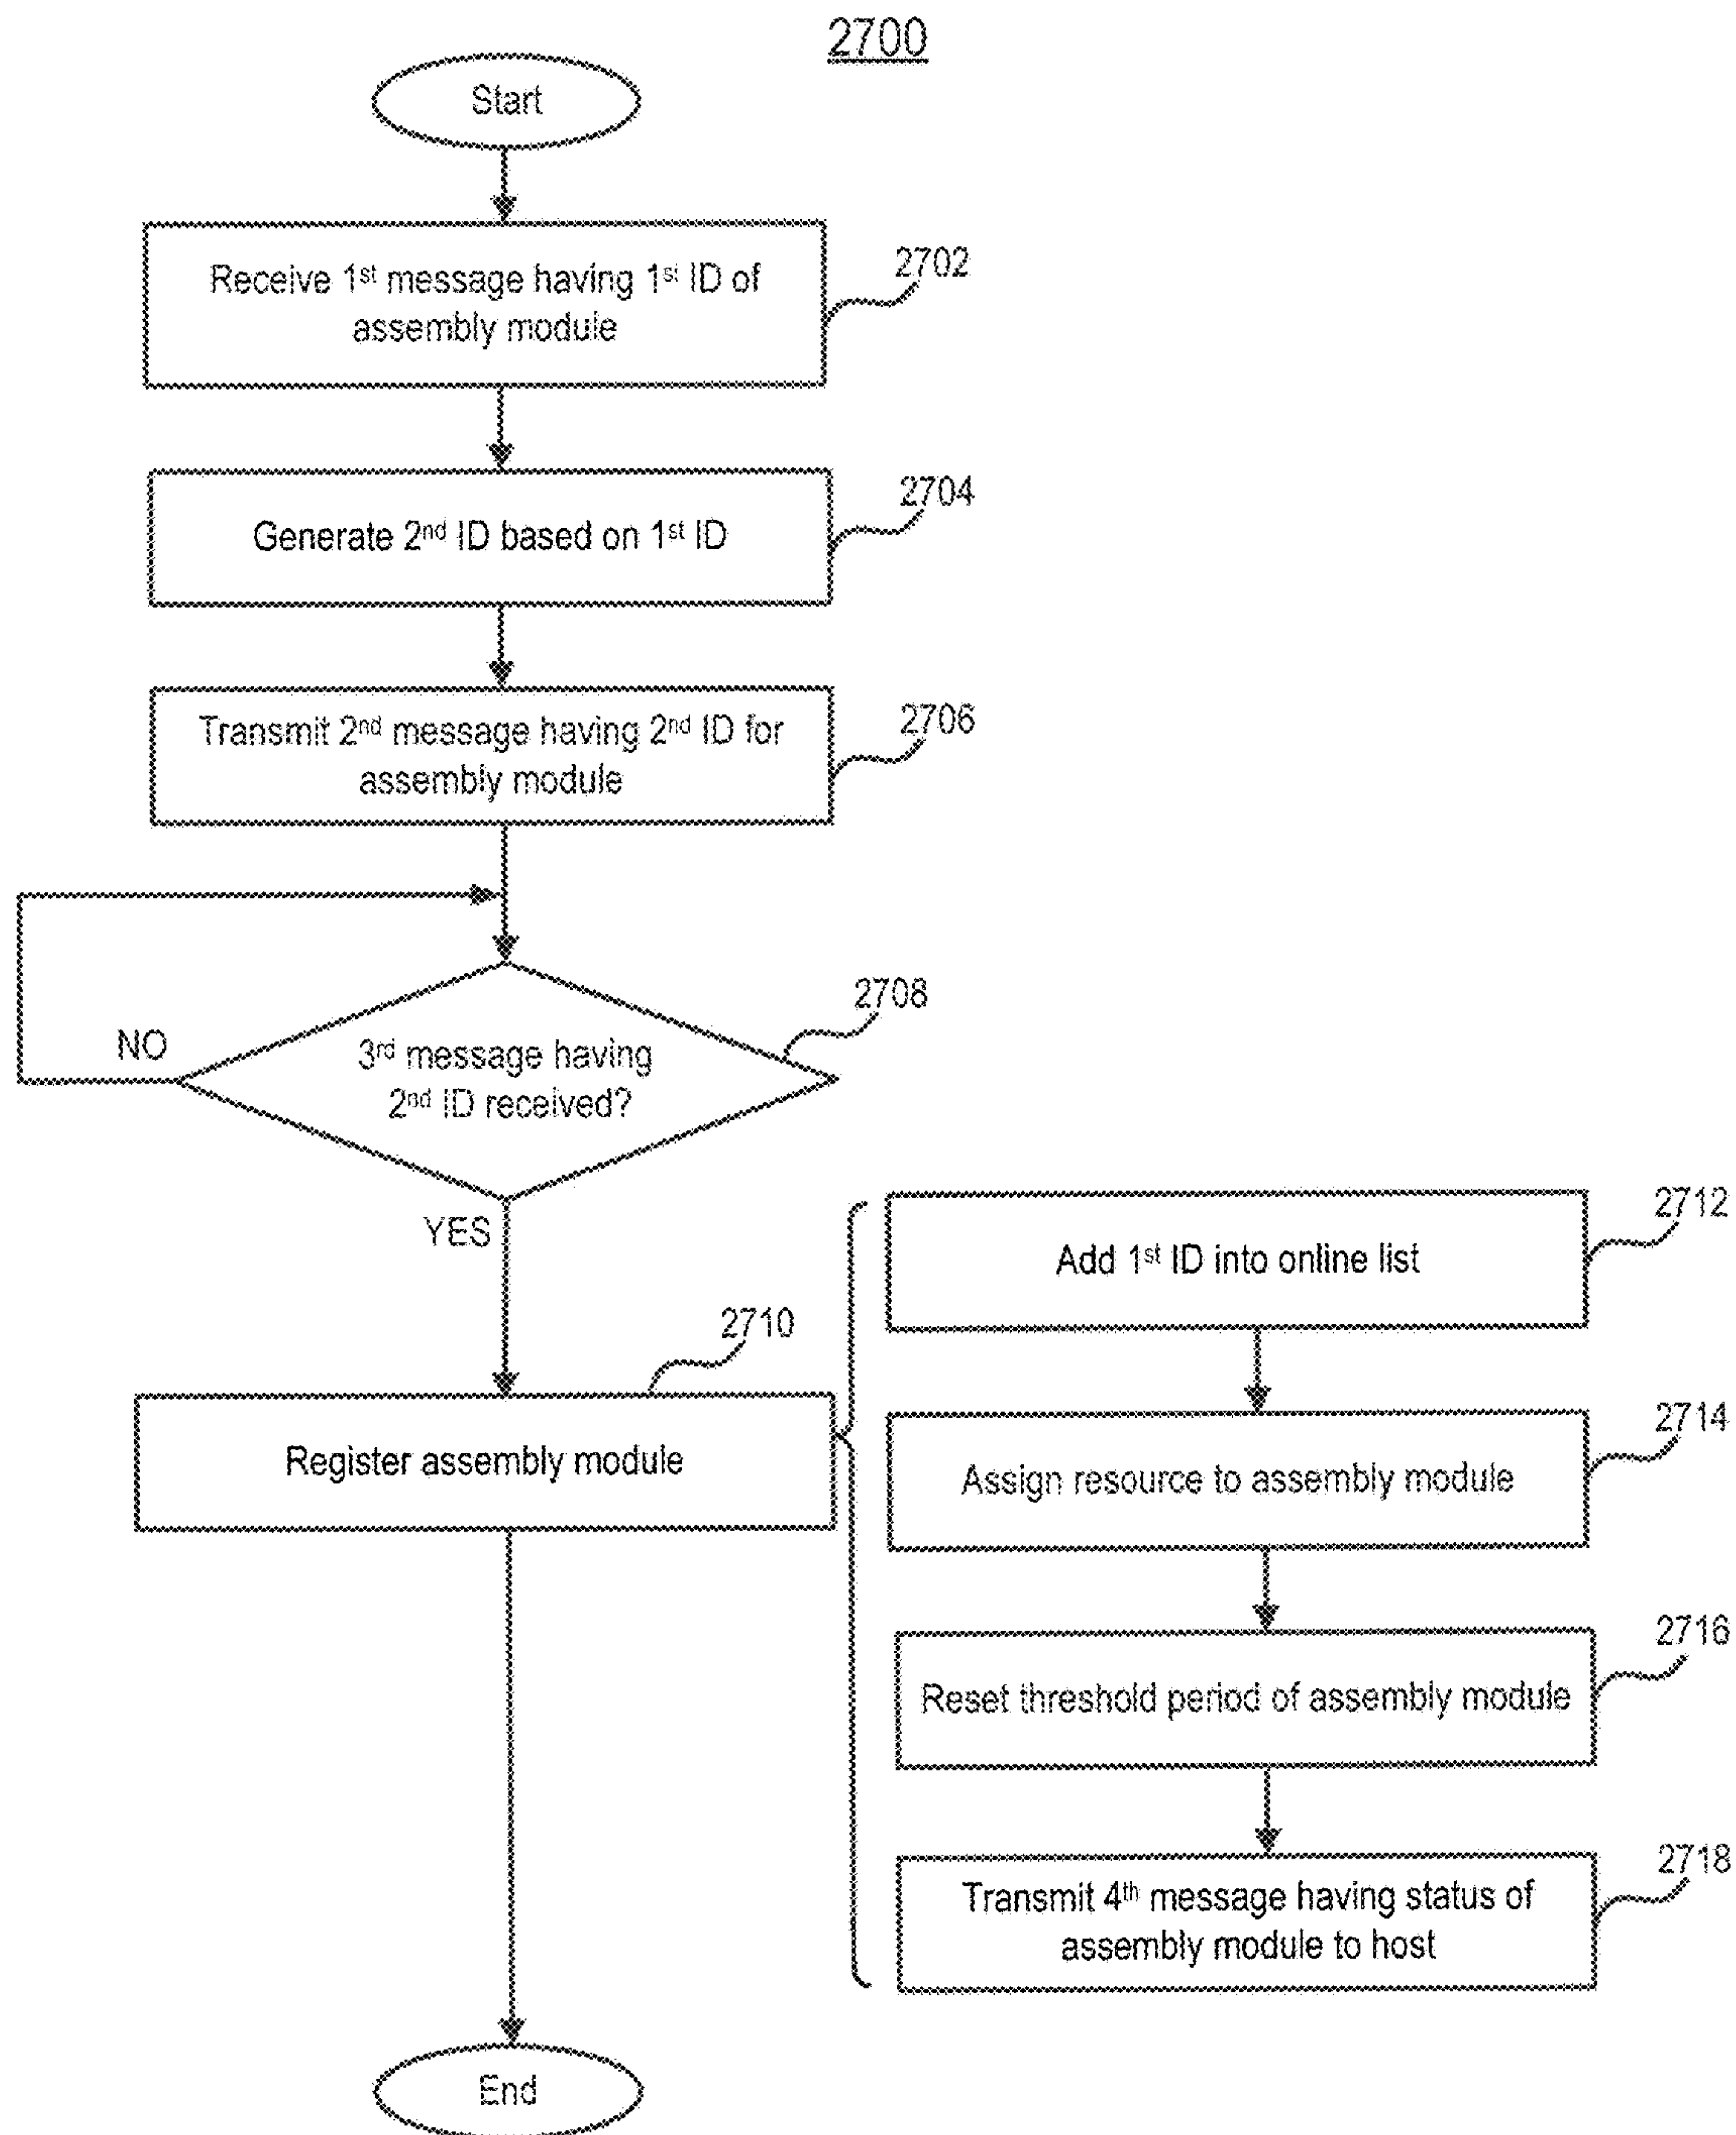 2700
Start
Receive 1st message having 1st ID of
assembly module
2702
Generate 2nd ID based on 1st ID
2704
Transmit 2nd message having 2nd ID for
assembly module
2706
NO
3rd message having
2nd ID received?
2708
YES
Register assembly module
2710
Add 1st ID into online list
2712
Assign resource to assembly module
2714
Reset threshold period of assembly module
2716
Transmit 4th message having status of
assembly module to host
2718
End